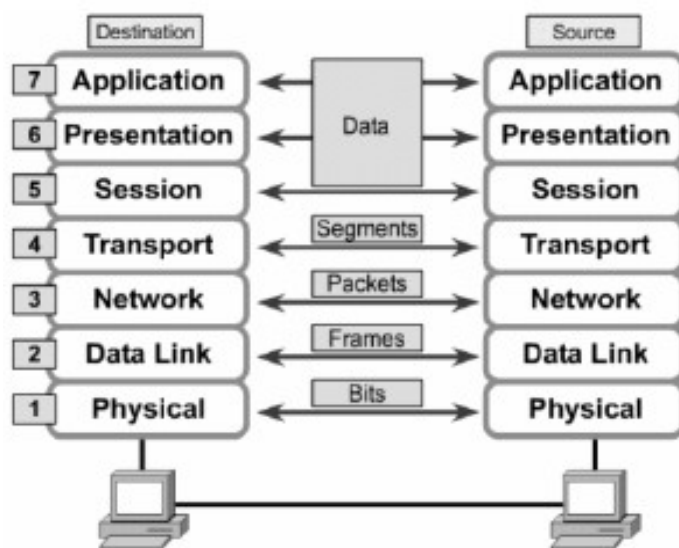 Destination
Source
7 Application
Data
Application
6 Presentation
Presentation
5 Session
Session
4 Transport
Segments
Transport
3 Network
Packets
Network
2 Data Link
Frames
Data Link
1 Physical
Bits
Physical